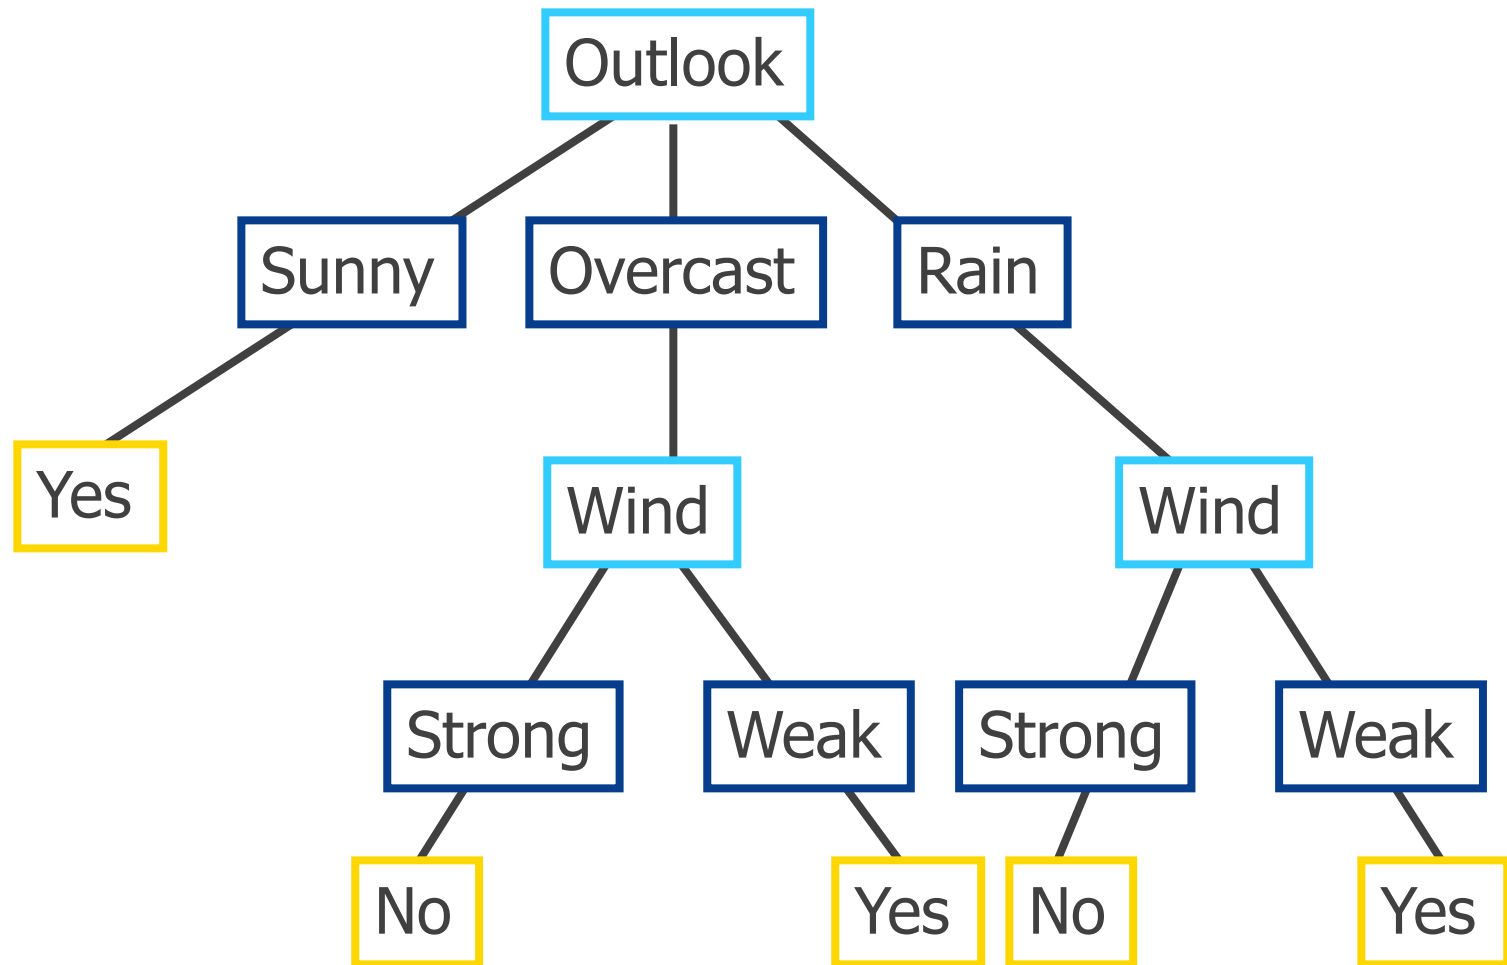 Outlook
Sunny
Overcast
Rain
Yes
Wind
Wind
Strong
Weak
Strong
Weak
No
Yes
No
Yes